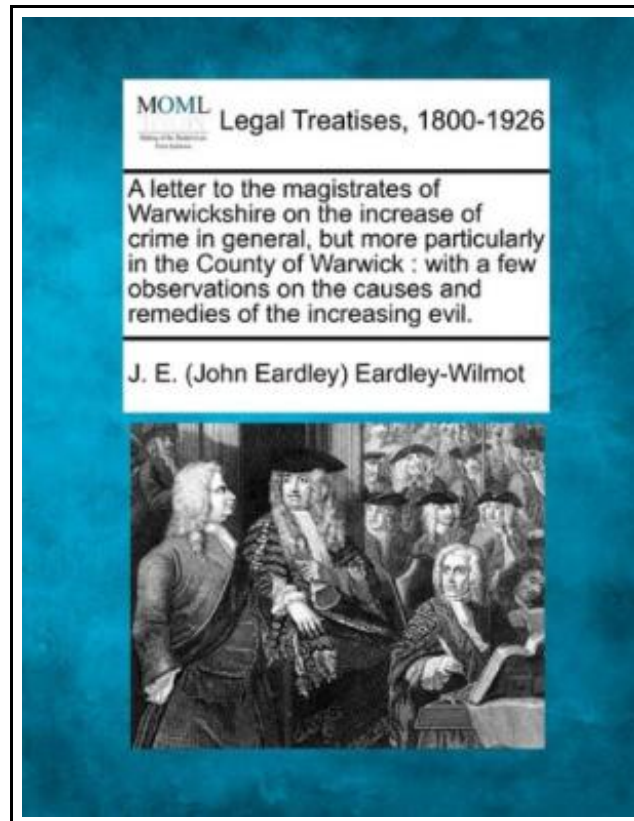 MOML
Legal Treatises, 1800-1926
A letter to the magistrates of
Warwickshire on the increase of
crime in general, but more particularly
in the County of Warwick : with a few
observations on the causes and
remedies of the increasing evil.
J. E. (John Eardley) Eardley-Wilmot